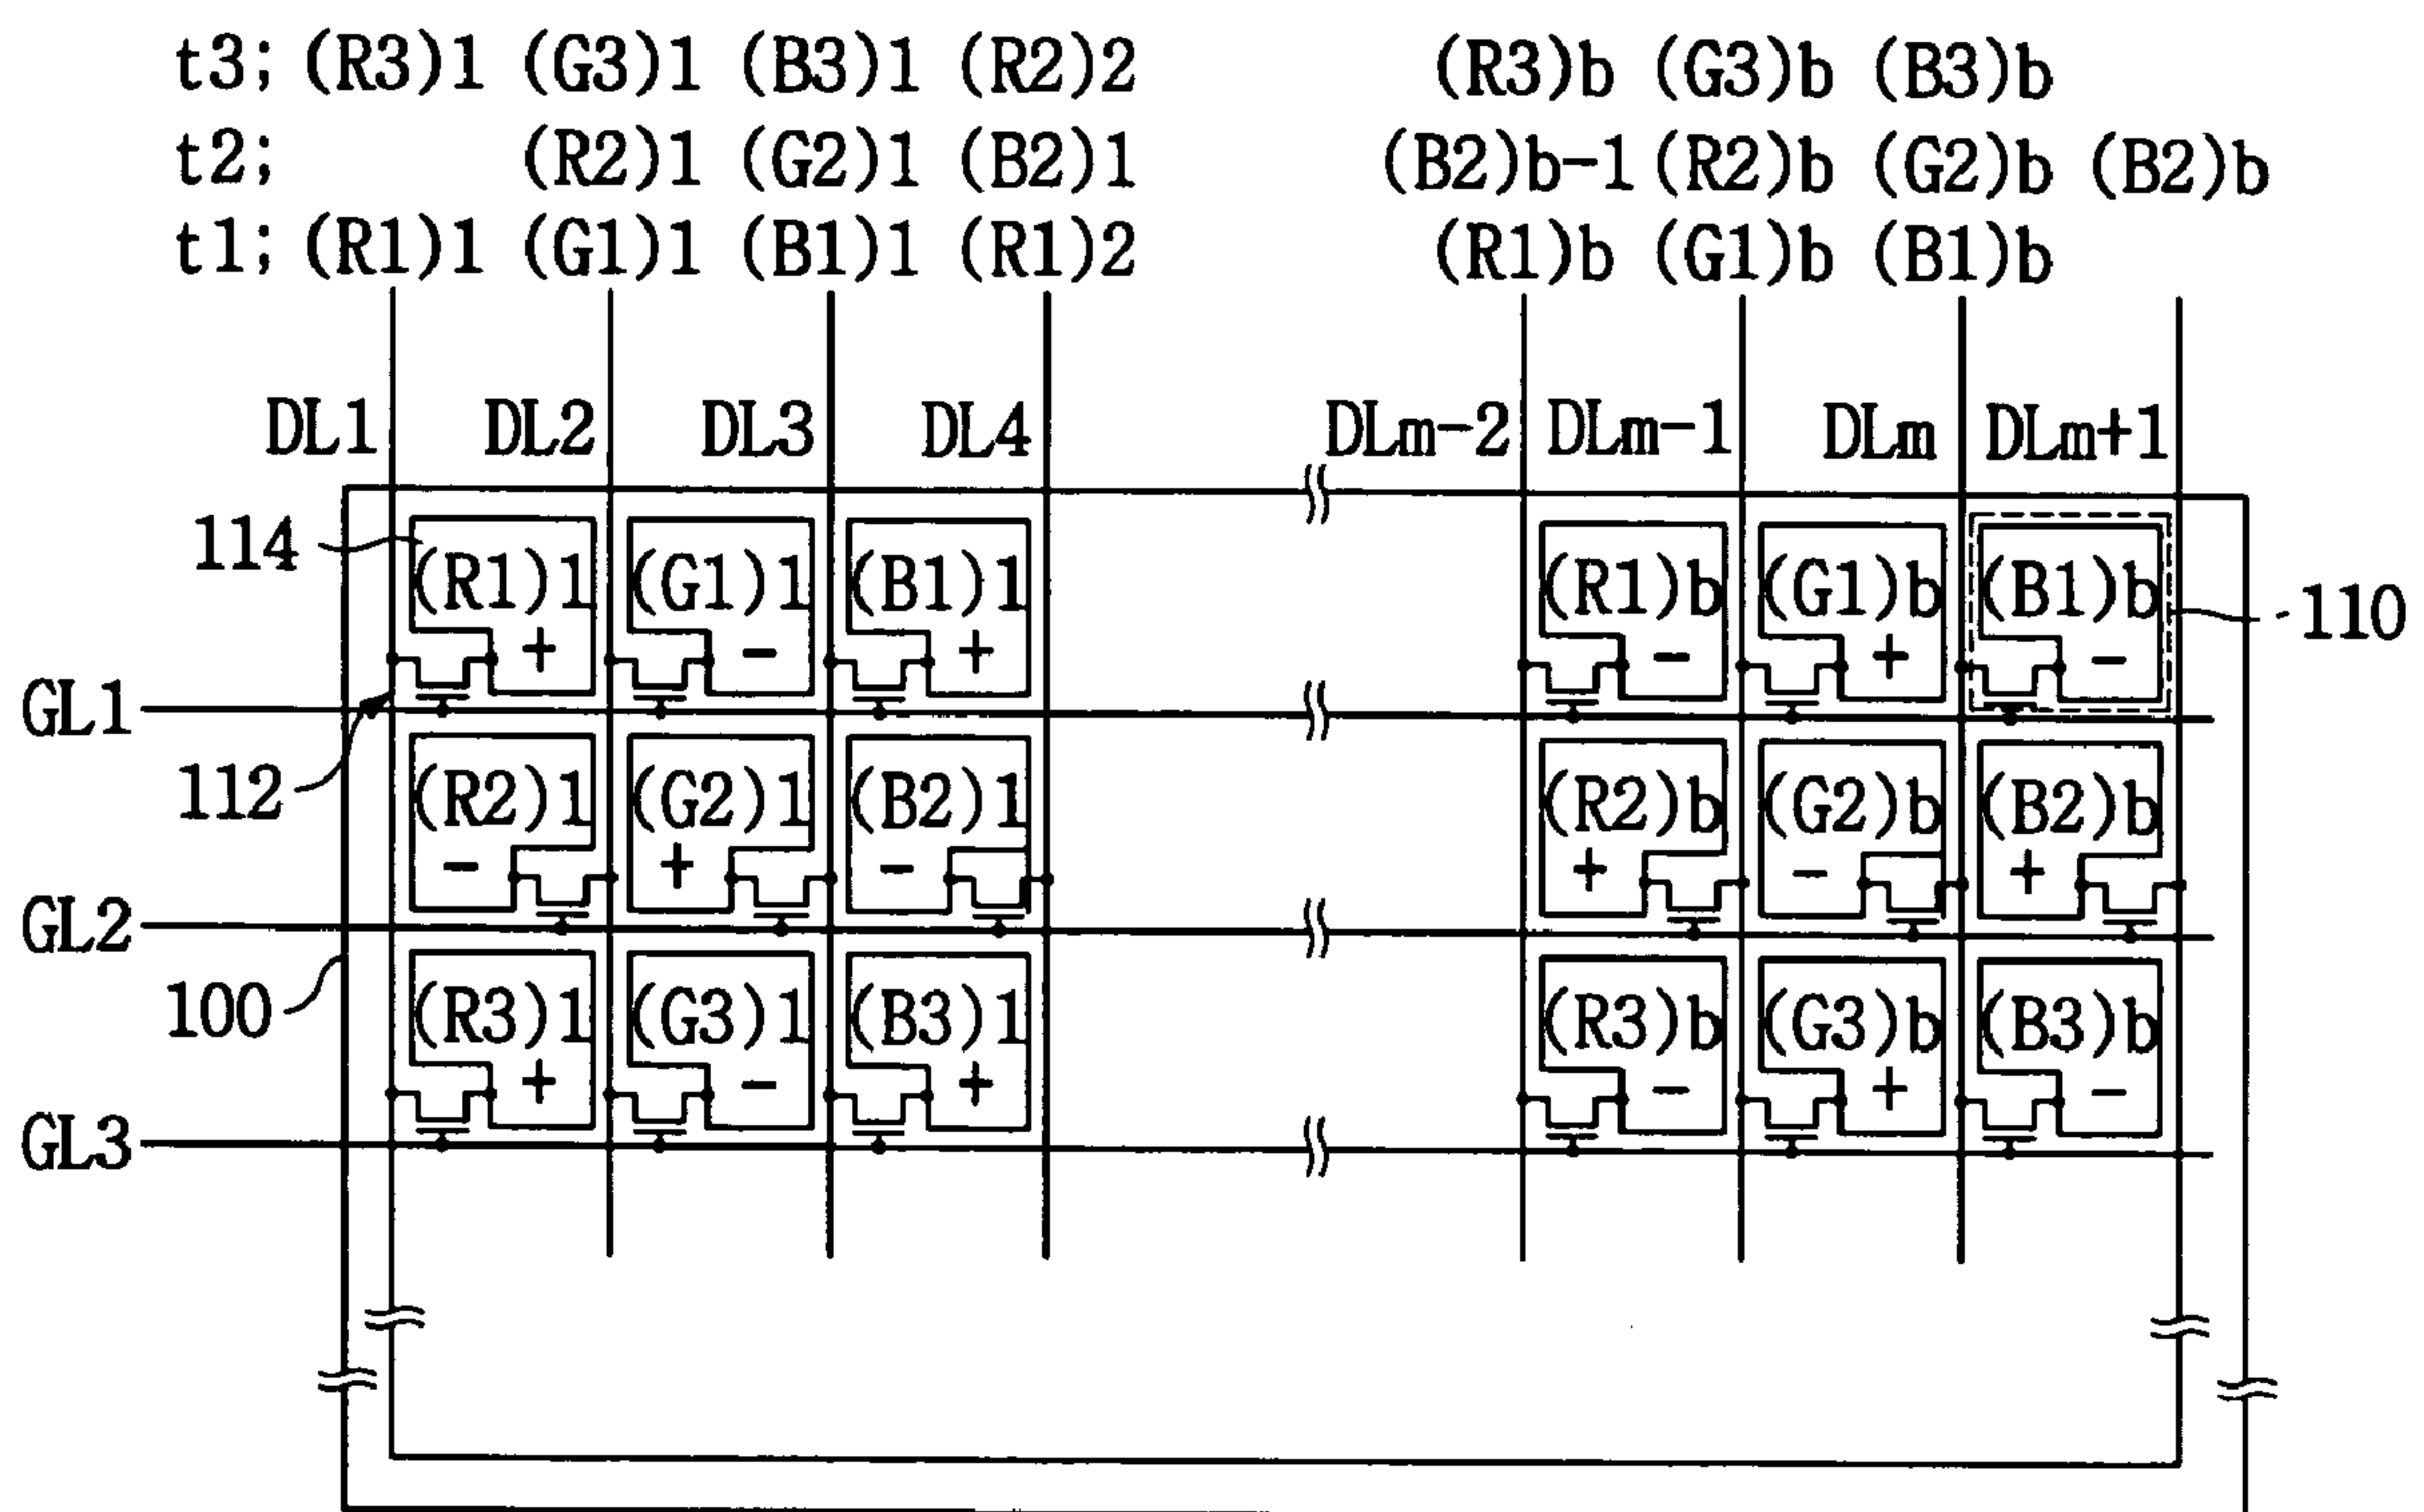 t3; (R3)1 (G3)1 (B3)1 (R2)2 (R3)b (G3)b (B3)b
t2; (R2)1 (G2)1 (B2)1 (B2)b-1 (R2)b (G2)b (B2)b
t1; (R1)1 (G1)1 (B1)1 (R1)2 (R1)b (G1)b (B1)b
DL1 DL2 DL3 DL4 DLm-2 DLm-1 DLm DLm+1
114
(R1)1 (G1)1 (B1)1 (R1)b (G1)b (B1)b
110
+ - + - + -
GL1
112
(R2)1 (G2)1 (B2)1 (R2)b (G2)b (B2)b
- + - + - +
GL2
100
(R3)1 (G3)1 (B3)1 (R3)b (G3)b (B3)b
+ - + - + -
GL3